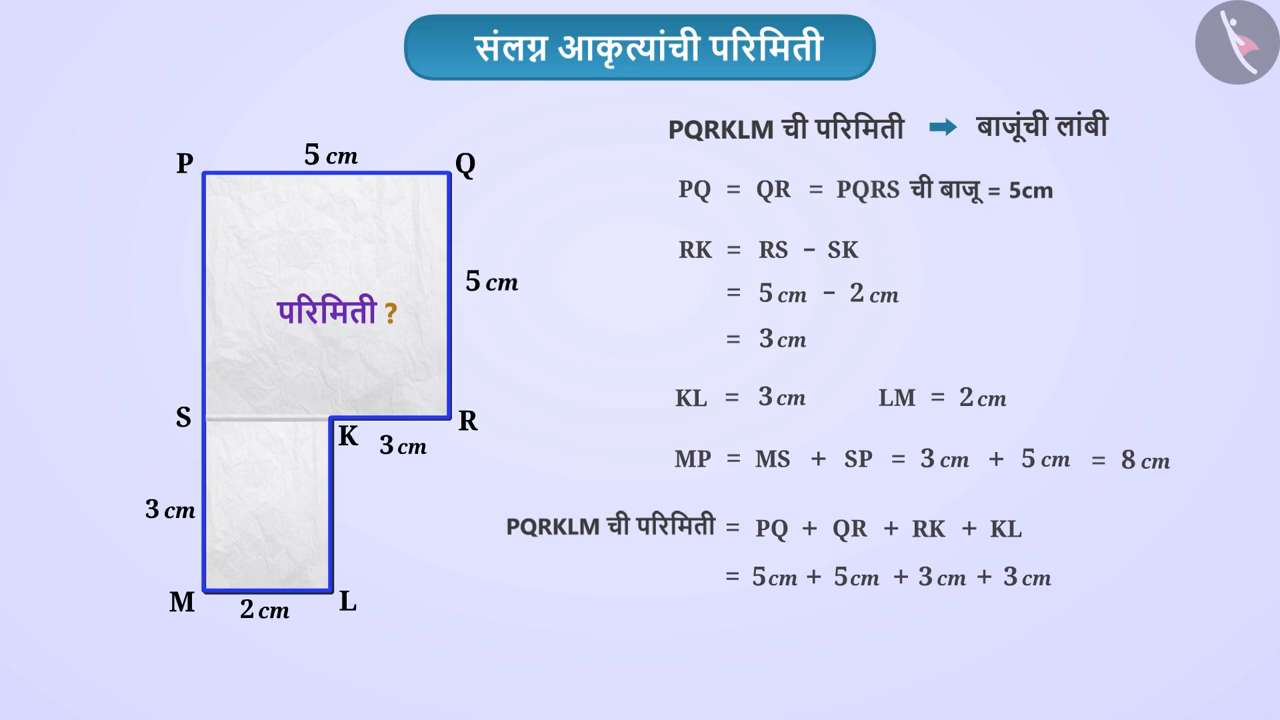 संलग्न आकृत्यांची परिमिती
P
5 cm
Q
5 cm
परिमिती ?
S
K
3 cm
R
3 cm
M
2 cm
L
PQRKLM ची परिमिती ➡ बाजूंची लांबी
PQ = QR = PQRS ची बाजू = 5cm
RK = RS − SK
= 5 cm − 2 cm
= 3 cm
KL = 3 cm LM = 2 cm
MP = MS + SP = 3 cm + 5 cm = 8 cm
PQRKLM ची परिमिती = PQ + QR + RK + KL
= 5cm + 5cm + 3cm + 3 cm